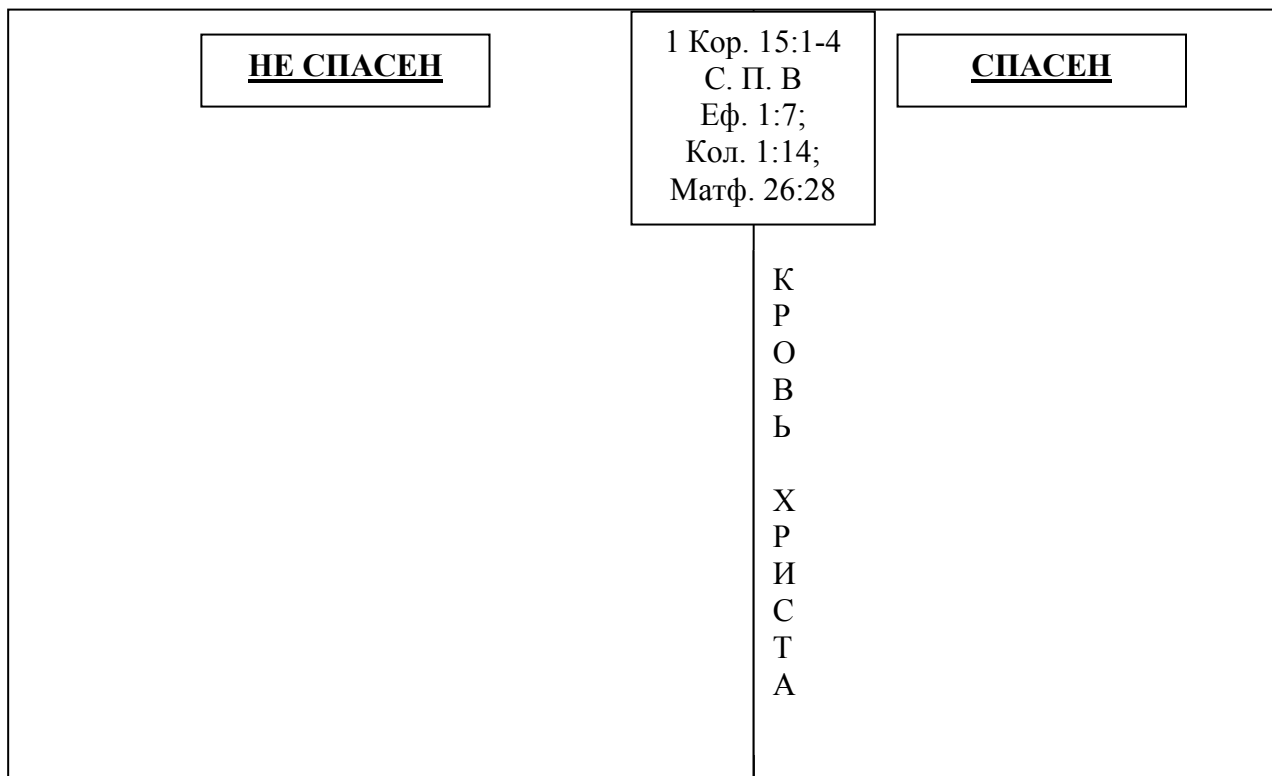 НЕ СПАСЕН
1 Кор. 15:1-4
С. П. В
Еф. 1:7;
Кол. 1:14;
Матф. 26:28
СПАСЕН
К
Р
О
В
Ь
Х
Р
И
С
Т
А